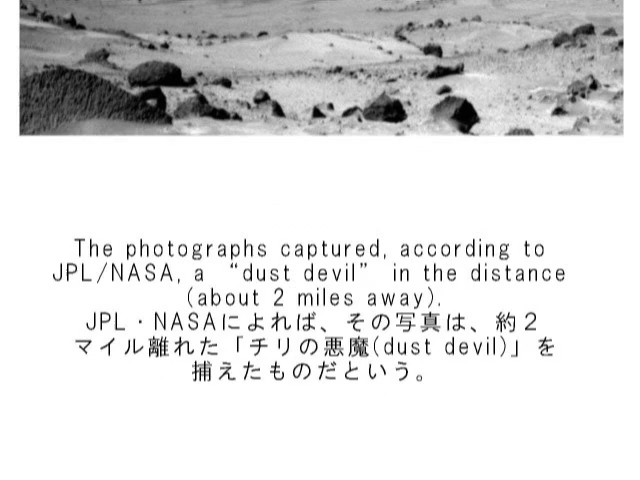 The photographs captured, according to
JPL/NASA, a “dust devil” in the distance
(about 2 miles away).
JPL・NASAによれば、その写真は、約２
マイル離れた「チリの悪魔(dust devil)」を
捕えたものだという。